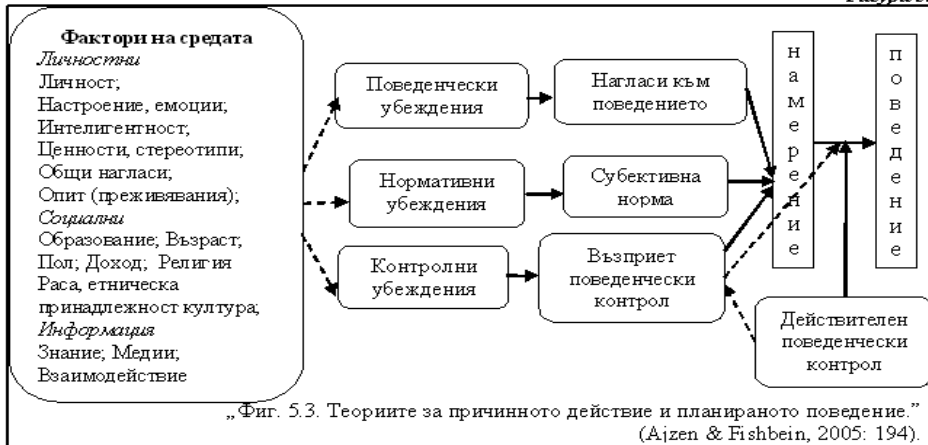 Фактори на средата
Личностни
Личност;
Настроение, емоции;
Интелигентност;
Ценности, стереотипи;
Общи нагласи;
Опит (преживявания);
Социални
Образование; Възраст;
Пол; Доход; Религия
Раса, етническа
принадлежност култура;
Информация
Знание; Медии;
Взаимодействие
Поведенчески
убеждения
Нагласи към
поведението
Нормативни
убеждения
Субективна
норма
Контролни
убеждения
Възприет
поведенчески
контрол
намерение
поведение
Действителен
поведенчески
контрол
„Фиг. 5.3. Теориите за причинното действие и планираното поведение.”
(Ajzen & Fishbein, 2005: 194).